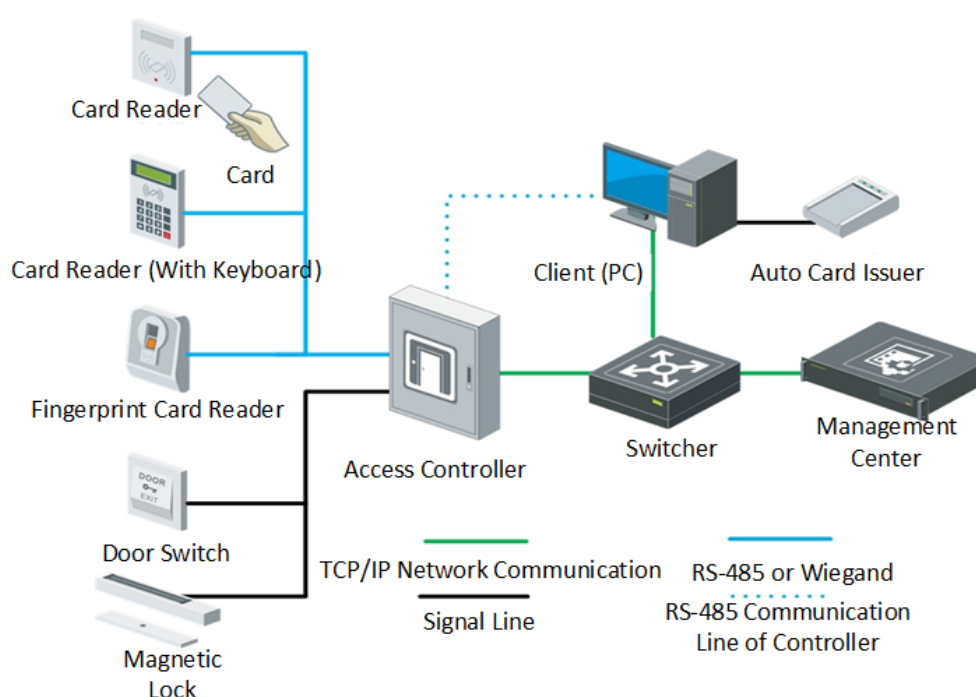 Card Reader
Card
Card Reader (With Keyboard)
Client (PC)
Auto Card Issuer
Fingerprint Card Reader
Access Controller
Switcher
Management
Center
DOOR
EXIT
Door Switch
Magnetic
Lock
TCP/IP Network Communication
Signal Line
RS-485 or Wiegand
RS-485 Communication
Line of Controller